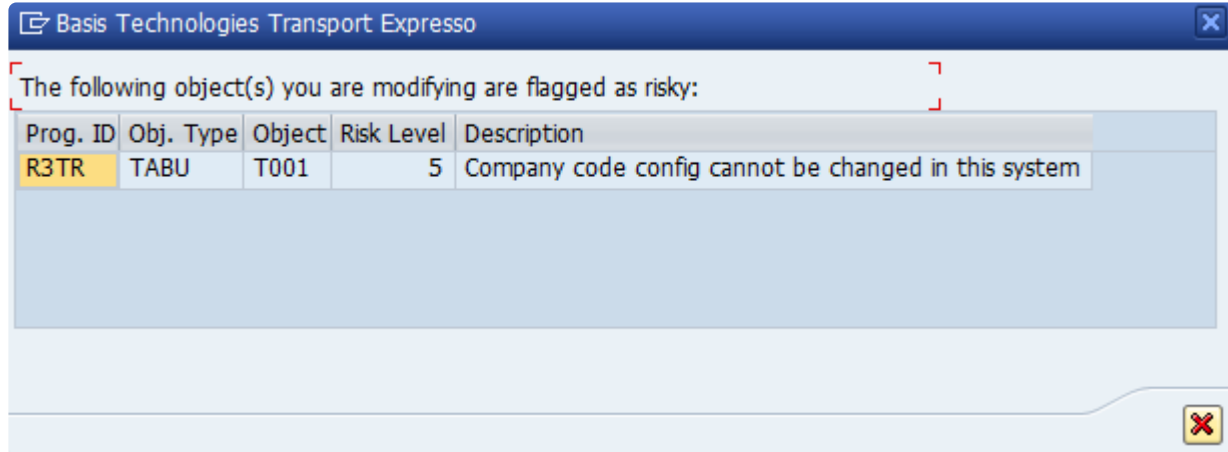 Basis Technologies Transport Expresso
The following object(s) you are modifying are flagged as risky:
Prog. ID Obj. Type Object Risk Level Description
R3TR TABU T001 5 Company code config cannot be changed in this system